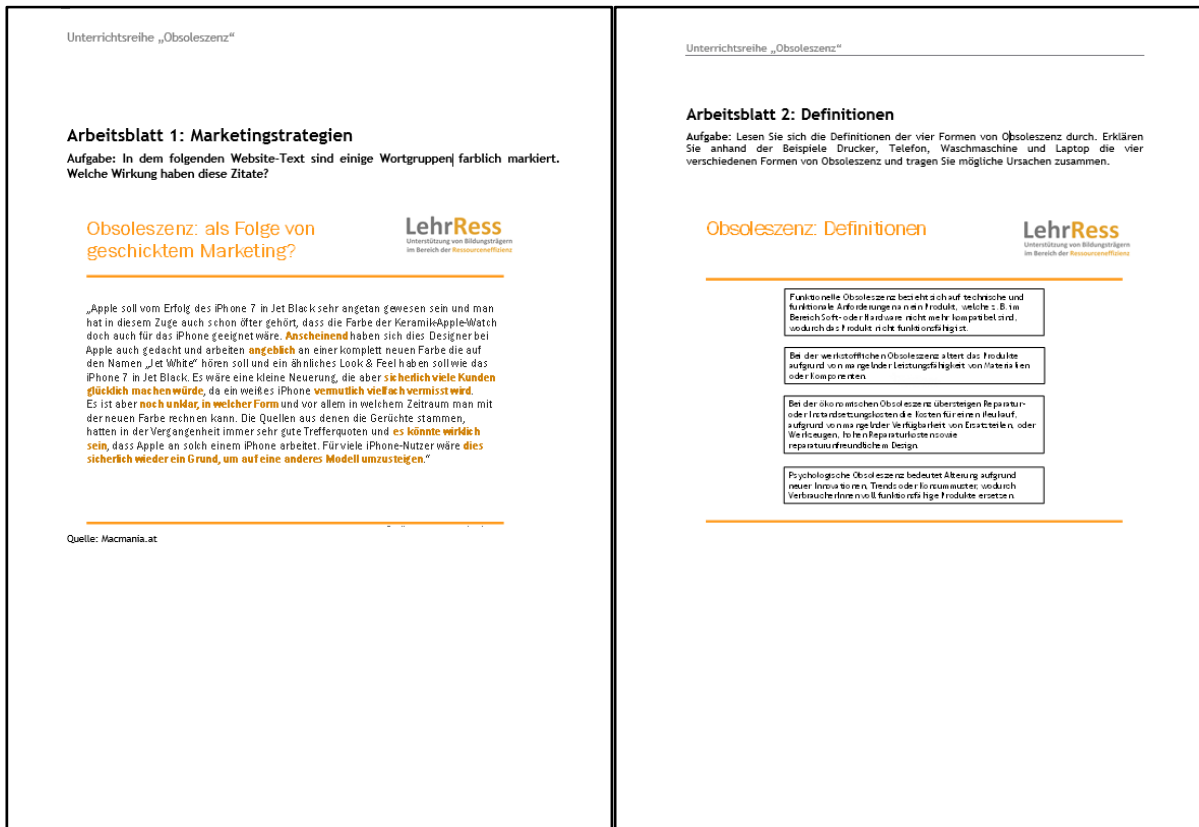 Unterrichtsreihe „Obsoleszenz“
Arbeitsblatt 1: Marketingstrategien
Aufgabe: In dem folgenden Website-Text sind einige Wortgruppen farblich markiert.
Welche Wirkung haben diese Zitate?
Obsoleszenz: als Folge von
geschicktem Marketing?
LehrRess
Unterstützung von Bildungsträgern
im Bereich der Ressourceneffizienz
„Apple soll vom Erfolg des iPhone 7 in Jet Black sehr angetan gewesen sein und man
hat in diesem Zuge auch schon öfter gehört, dass die Farbe der Keramik-Apple-Watch
doch auch für das iPhone geeignet wäre. Anscheinend haben sich dies Designer bei
Apple auch gedacht und arbeiten angeblich an einer komplett neuen Farbe die auf
den Namen „Jet White“ hören soll und ein ähnliches Look & Feel haben soll wie das
iPhone 7 in Jet Black. Es wäre eine kleine Neuerung, die aber sicherlich viele Kunden
glücklich machen würde, da ein weißes iPhone vermutlich vielfach vermisst wird.
Es ist aber noch unklar, in welcher Form und vor allem in welchem Zeitraum man mit
der neuen Farbe rechnen kann. Die Quellen aus denen die Gerüchte stammen,
hatten in der Vergangenheit immer sehr gute Trefferquoten und es könnte wirklich
sein, dass Apple an solch einem iPhone arbeitet. Für viele iPhone-Nutzer wäre dies
sicherlich wieder ein Grund, um auf eine anderes Modell umzusteigen.“
Quelle: Macmania.at
Unterrichtsreihe „Obsoleszenz“
Arbeitsblatt 2: Definitionen
Aufgabe: Lesen Sie sich die Definitionen der vier Formen von Obsoleszenz durch. Erklären
Sie anhand der Beispiele Drucker, Telefon, Waschmaschine und Laptop die vier
verschiedenen Formen von Obsoleszenz und tragen Sie mögliche Ursachen zusammen.
Obsoleszenz: Definitionen
LehrRess
Unterstützung von Bildungsträgern
im Bereich der Ressourceneffizienz
Funktionelle Obsoleszenz bezieht sich auf technische und
funktionale Anforderungen an ein Produkt, welche z.B. im
Bereich Soft- oder Hardware nicht mehr kompatibel sind,
wodurch das Produkt nicht funktionsfähig ist.
Bei der werkstofflichen Obsoleszenz altert das Produkte
aufgrund von mangelnder Leistungsfähigkeit von Materialien
oder Komponenten.
Bei der ökonomischen Obsoleszenz übersteigen Reparatur-
oder Instandsetzungskosten die Kosten für einen Neukauf,
aufgrund von mangelnder Verfügbarkeit von Ersatzteilen, oder
Werkzeugen, hohen Reparaturkosten sowie
reparaturunfreundlichem Design.
Psychologische Obsoleszenz bedeutet Alterung aufgrund
neuer Innovationen, Trends oder Konsummuster, wodurch
VerbraucherInnen voll funktionsfähige Produkte ersetzen.